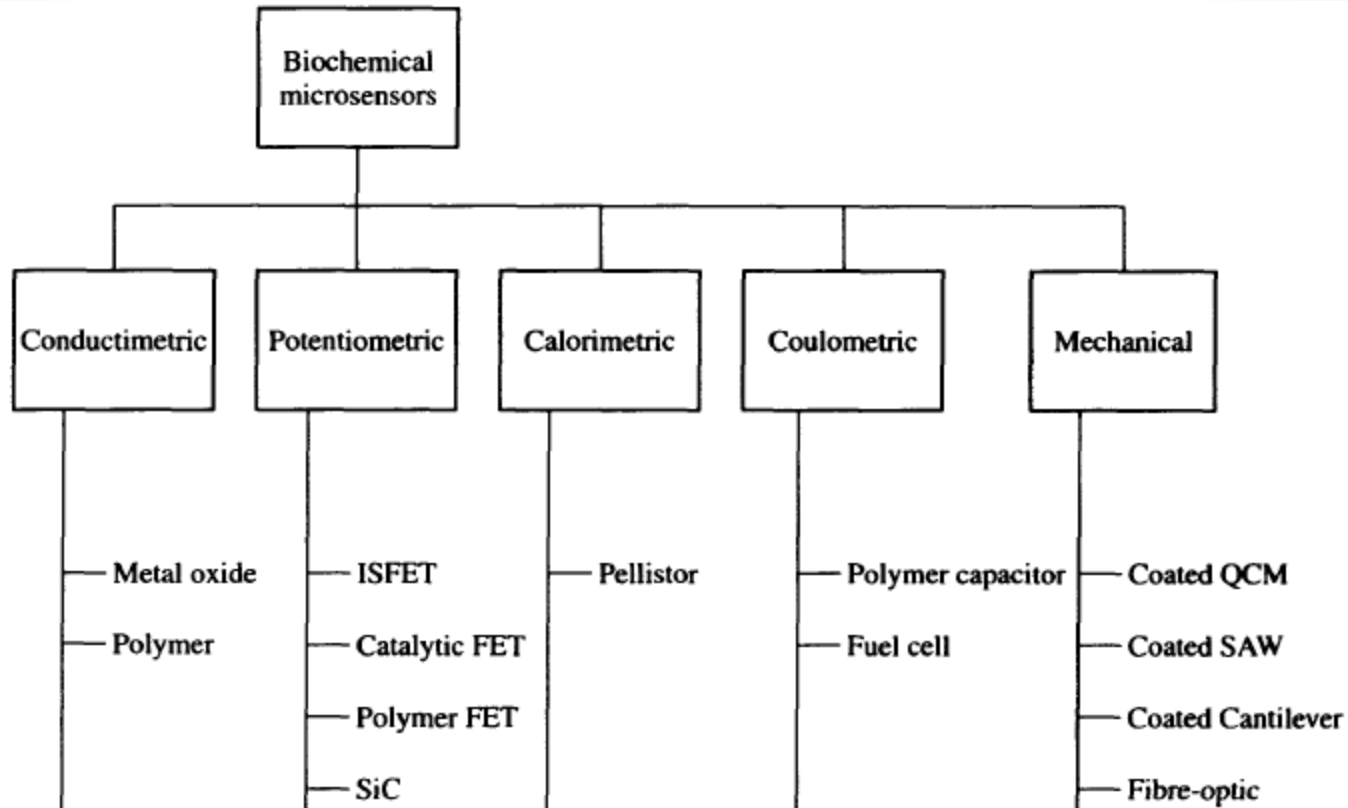 Biochemical
microsensors
Conductimetric
Potentiometric
Calorimetric
Coulometric
Mechanical
Metal oxide
Polymer
ISFET
Catalytic FET
Polymer FET
SiC
Pellistor
Polymer capacitor
Fuel cell
Coated QCM
Coated SAW
Coated Cantilever
Fibre-optic